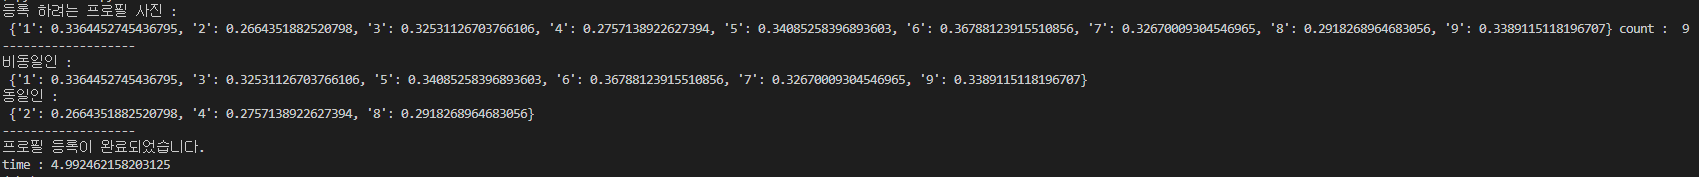 등록 하려는 프로필 사진 :
{'1': 0.3364452745436795, '2': 0.2664351882520798, '3': 0.32531126703766106, '4': 0.2757138922627394, '5': 0.34085258396893603, '6': 0.36788123915510856, '7': 0.32670009304546965, '8': 0.2918268964683056, '9': 0.3389115118196707} count :  9
-------------------
비동일인 :
{'1': 0.3364452745436795, '3': 0.32531126703766106, '5': 0.34085258396893603, '6': 0.36788123915510856, '7': 0.32670009304546965, '9': 0.3389115118196707}
동일인 :
{'2': 0.2664351882520798, '4': 0.2757138922627394, '8': 0.2918268964683056}
-------------------
프로필 등록이 완료되었습니다.
time : 4.992462158203125